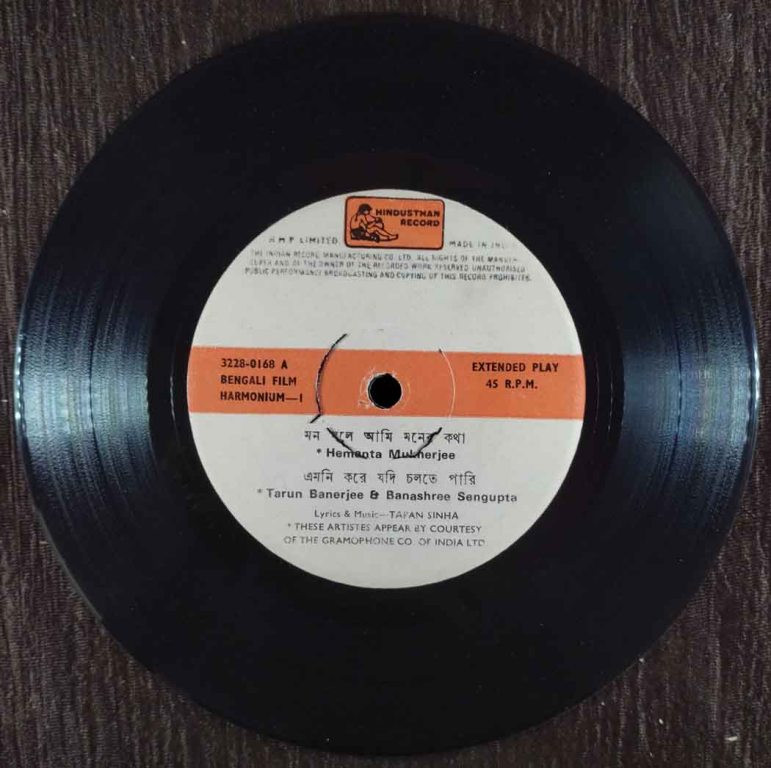 HINDUSTHAN
RECORD
LIMITED
MADE IN
THE INDIAN RECORD MANUFACTURING CO. LTD. ALL RIGHTS OF THE
AND OF THE OWNER OF THE RECORDED WORK RESERVED UNAUTHORISED
PUBLIC PERFORMANCE BROADCASTING AND COPYING OF THIS RECORD PROHIBITED.
3228-0168 A
BENGALI FILM
HARMONIUM—1
EXTENDED PLAY
45 R.P.M.
মন বলে আমি মনের কথা
* Hemanta Mukherjee
এমনি করে যদি চলতে পারি
* Tarun Banerjee & Banashree Sengupta
Lyrics & Music—TAPAN SINHA
* THESE ARTISTES APPEAR BY COURTESY
OF THE GRAMOPHONE CO. OF INDIA LTD